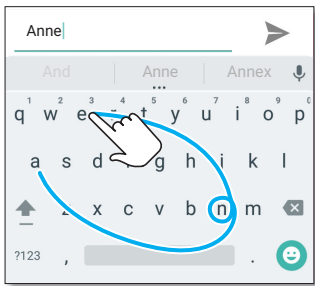 Anne
And Anne Annex
1 2 3 4 5 6 7 8 9 0
q w e t y u i o p
a s d g h j k l
z x c v b n m
?123 , .